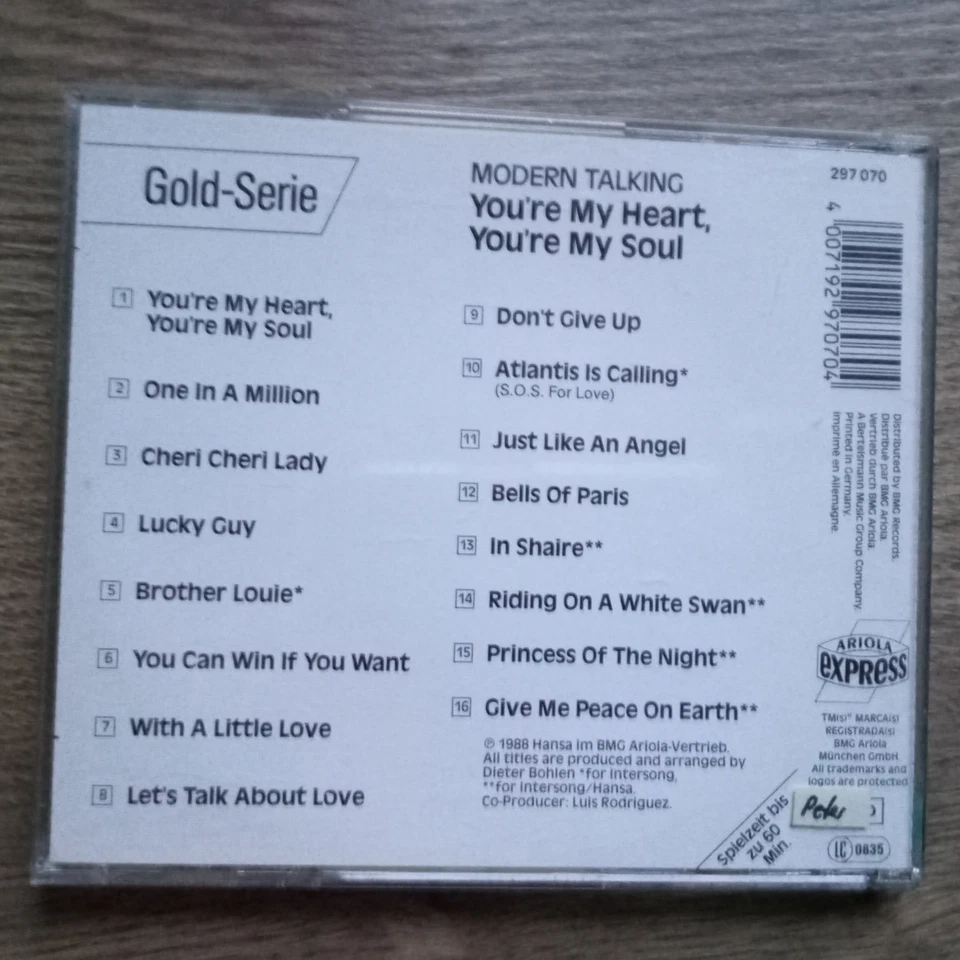 Gold-Serie
1 You're My Heart,
You're My Soul
2 One In A Million
3 Cheri Cheri Lady
4 Lucky Guy
5 Brother Louie*
6 You Can Win If You Want
7 With A Little Love
8 Let's Talk About Love
MODERN TALKING
You're My Heart,
You're My Soul
9 Don't Give Up
10 Atlantis Is Calling*
(S.O.S. For Love)
11 Just Like An Angel
12 Bells Of Paris
13 In Shaire**
14 Riding On A White Swan**
15 Princess Of The Night**
16 Give Me Peace On Earth**
℗ 1988 Hansa im BMG Ariola-Vertrieb.
All titles are produced and arranged by
Dieter Bohlen *for Intersong,
**for Intersong/Hansa.
Co-Producer: Luis Rodriguez.
297 070
4 007192 970704
Distributed by BMG Records.
Distribué par BMG Ariola.
Vertrieb durch BMG Ariola.
A Bertelsmann Music Group Company.
Printed in Germany.
Imprimé en Allemagne.
ARIOLA
EXPRESS
TM(S)® MARCA(S)
REGISTRADA(S)
BMG Ariola
München GmbH
All trademarks and
logos are protected
Spielzeit bis
zu 60
Min.
Peter
LC 0835